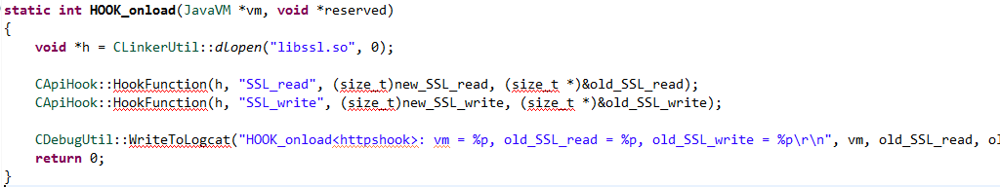 static int HOOK_onload(JavaVM *vm, void *reserved)
{
    void *h = CLinkerUtil::dlopen("libssl.so", 0);
    CApiHook::HookFunction(h, "SSL_read", (size_t)new_SSL_read, (size_t *)&old_SSL_read);
    CApiHook::HookFunction(h, "SSL_write", (size_t)new_SSL_write, (size_t *)&old_SSL_write);
    CDebugUtil::WriteToLogcat("HOOK_onload<httpshook>: vm = %p, old_SSL_read = %p, old_SSL_write = %p\r\n", vm, old_SSL_read,
    return 0;
}